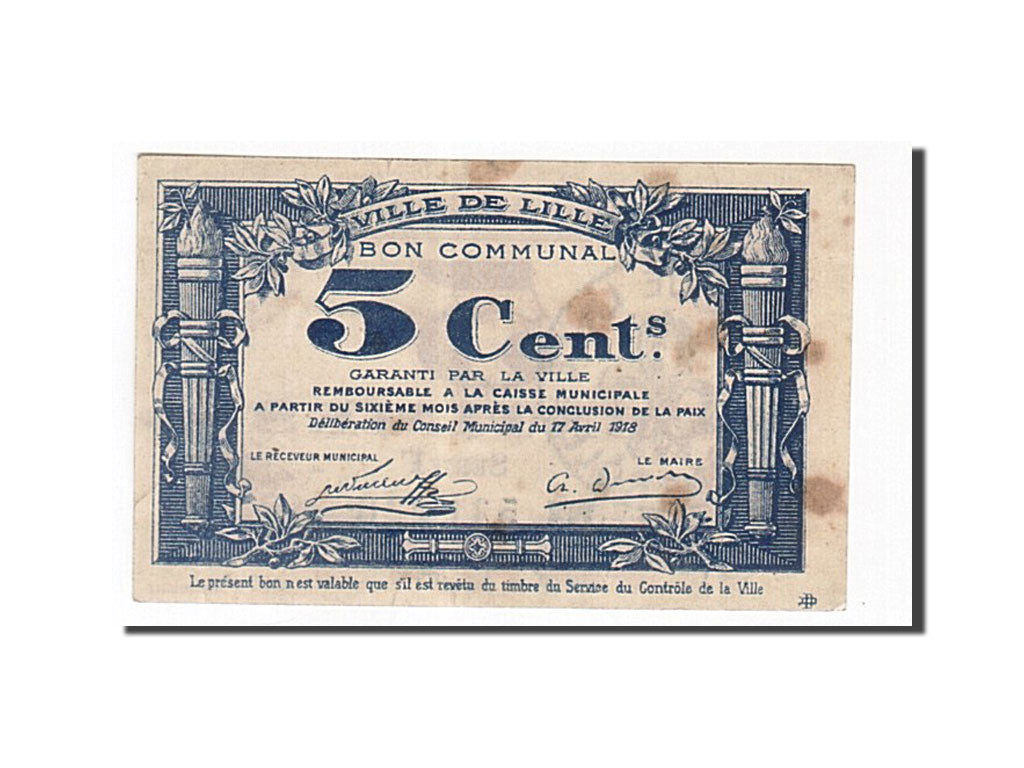 VILLE DE LILLE
BON COMMUNAL
5 Cent.s
GARANTI PAR LA VILLE
REMBOURSABLE A LA CAISSE MUNICIPALE
A PARTIR DU SIXIÈME MOIS APRÈS LA CONCLUSION DE LA PAIX
Délibération du Conseil Municipal du 17 Avril 1918
LE RECEVEUR MUNICIPAL
LE MAIRE
Le présent bon n'est valable que s'il est revêtu du timbre du Service du Contrôle de la Ville